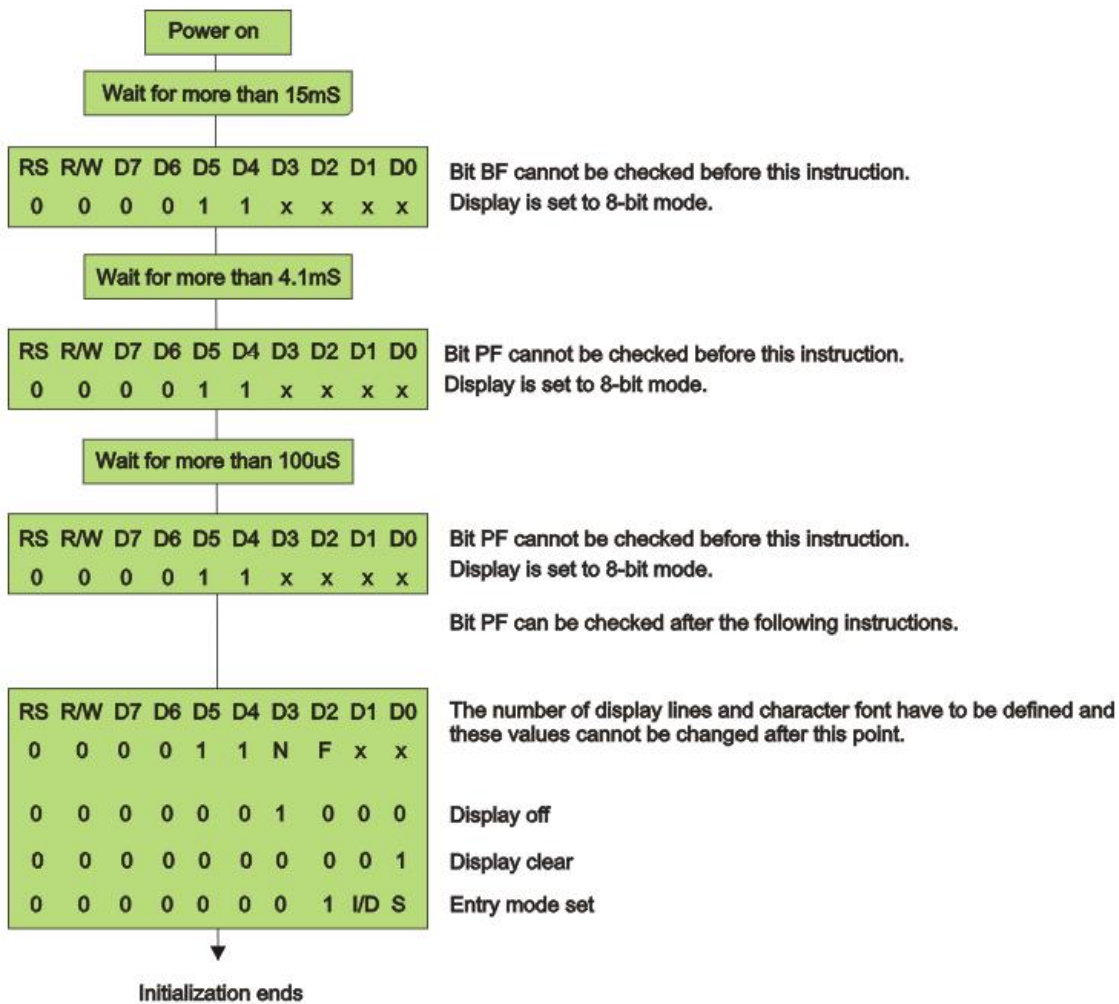 Power on
Wait for more than 15mS
RS R/W D7 D6 D5 D4 D3 D2 D1 D0
0 0 0 0 1 1 x x x x
Bit BF cannot be checked before this instruction.
Display is set to 8-bit mode.
Wait for more than 4.1mS
RS R/W D7 D6 D5 D4 D3 D2 D1 D0
0 0 0 0 1 1 x x x x
Bit PF cannot be checked before this instruction.
Display is set to 8-bit mode.
Wait for more than 100uS
RS R/W D7 D6 D5 D4 D3 D2 D1 D0
0 0 0 0 1 1 x x x x
Bit PF cannot be checked before this instruction.
Display is set to 8-bit mode.
Bit PF can be checked after the following instructions.
RS R/W D7 D6 D5 D4 D3 D2 D1 D0
0 0 0 0 1 1 N F x x
The number of display lines and character font have to be defined and
these values cannot be changed after this point.
0 0 0 0 0 0 1 0 0 0 Display off
0 0 0 0 0 0 0 0 0 1 Display clear
0 0 0 0 0 0 0 1 I/D S Entry mode set
Initialization ends